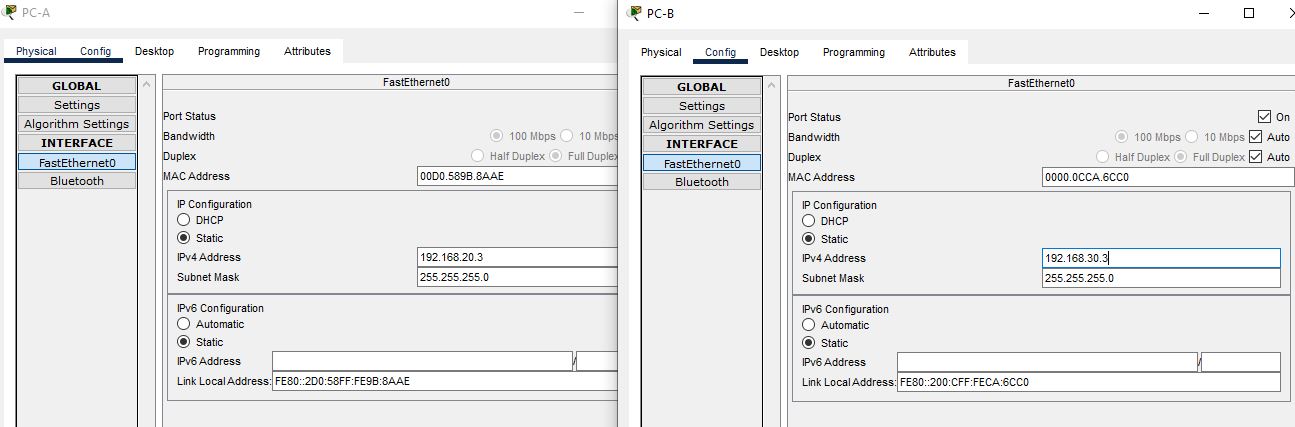 PC-A
Physical Config Desktop Programming Attributes
GLOBAL
Settings
Algorithm Settings
INTERFACE
FastEthernet0
Bluetooth
FastEthernet0
Port Status
Bandwidth 100 Mbps 10 Mbps
Duplex Half Duplex Full Duplex
MAC Address 00D0.589B.8AAE
IP Configuration
DHCP
Static
IPv4 Address 192.168.20.3
Subnet Mask 255.255.255.0
IPv6 Configuration
Automatic
Static
IPv6 Address /
Link Local Address: FE80::2D0:58FF:FE9B:8AAE
PC-B
Physical Config Desktop Programming Attributes
GLOBAL
Settings
Algorithm Settings
INTERFACE
FastEthernet0
Bluetooth
FastEthernet0
Port Status On
Bandwidth 100 Mbps 10 Mbps Auto
Duplex Half Duplex Full Duplex Auto
MAC Address 0000.0CCA.6CC0
IP Configuration
DHCP
Static
IPv4 Address 192.168.30.3
Subnet Mask 255.255.255.0
IPv6 Configuration
Automatic
Static
IPv6 Address /
Link Local Address: FE80::200:CFF:FECA:6CC0